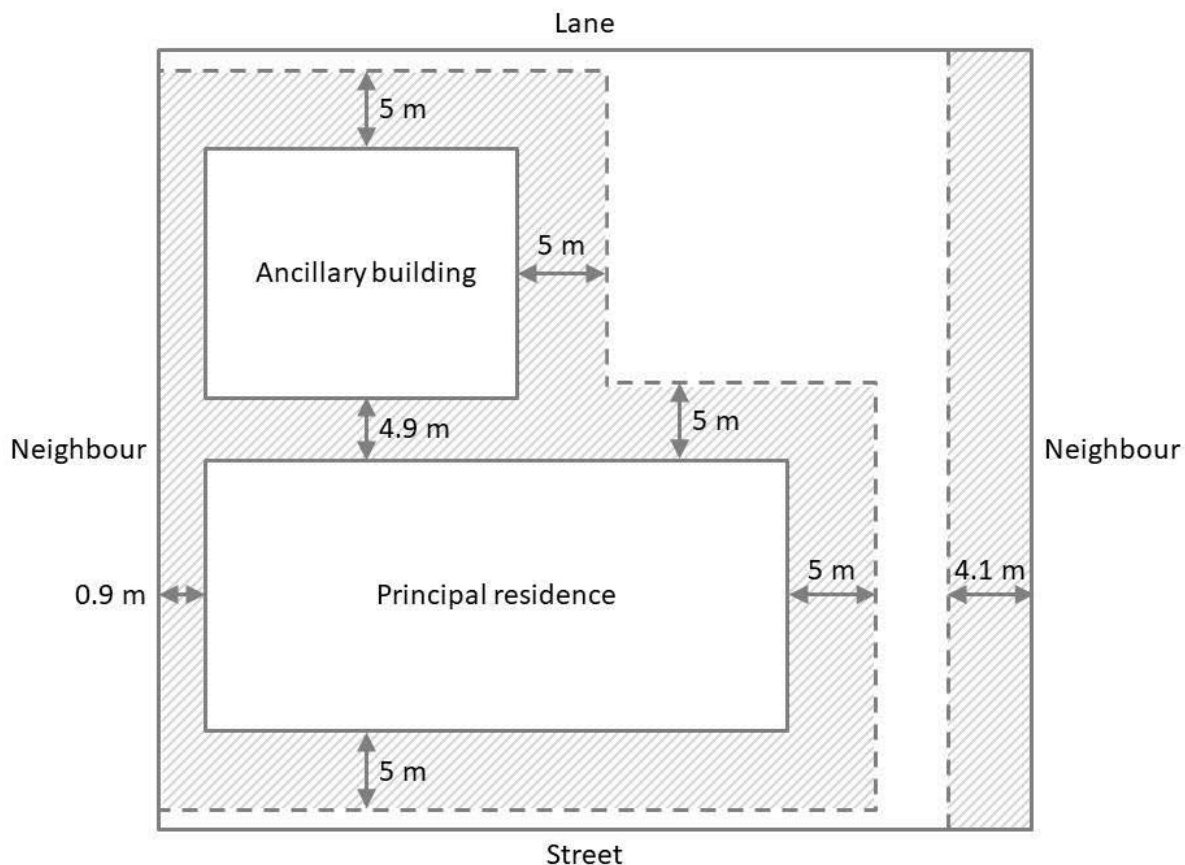 Lane
5 m
5 m
Ancillary building
4.9 m
5 m
Neighbour
Neighbour
0.9 m
Principal residence
5 m
4.1 m
5 m
Street